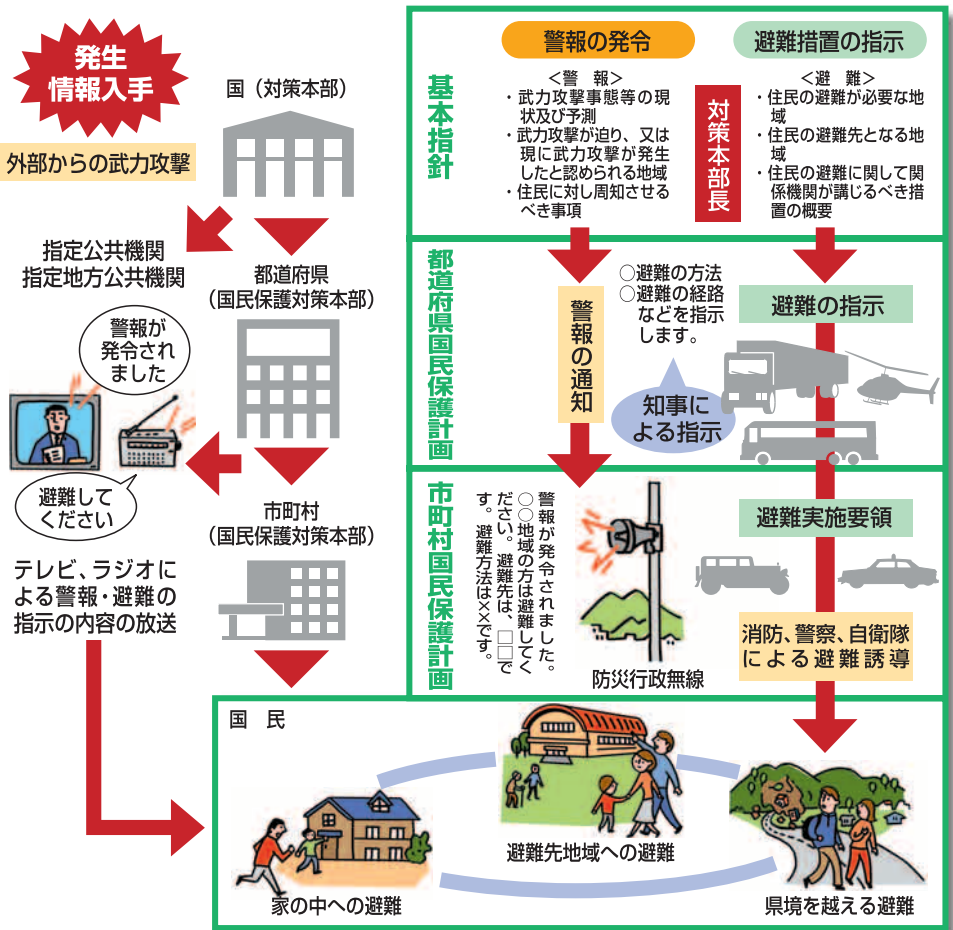 発生
情報入手
外部からの武力攻撃
国（対策本部）
指定公共機関
指定地方公共機関
都道府県
（国民保護対策本部）
警報が
発令され
ました
避難して
ください
市町村
（国民保護対策本部）
テレビ、ラジオに
よる警報・避難の
指示の内容の放送
基本指針
警報の発令
＜警　報＞
・武力攻撃事態等の現
状及び予測
・武力攻撃が迫り、又は
現に武力攻撃が発生
したと認められる地域
・住民に対し周知させる
べき事項
対策本部長
避難措置の指示
＜避　難＞
・住民の避難が必要な地
域
・住民の避難先となる地
域
・住民の避難に関して関
係機関が講じるべき措
置の概要
都道府県国民保護計画
警報の通知
○避難の方法
○避難の経路
などを指示
します。
知事に
よる指示
避難の指示
市町村国民保護計画
警報が発令されました。
○○地域の方は避難してく
ださい。避難先は、□□で
す。避難方法は××です。
防災行政無線
避難実施要領
消防、警察、自衛隊
による避難誘導
国　民
家の中への避難
避難先地域への避難
県境を越える避難